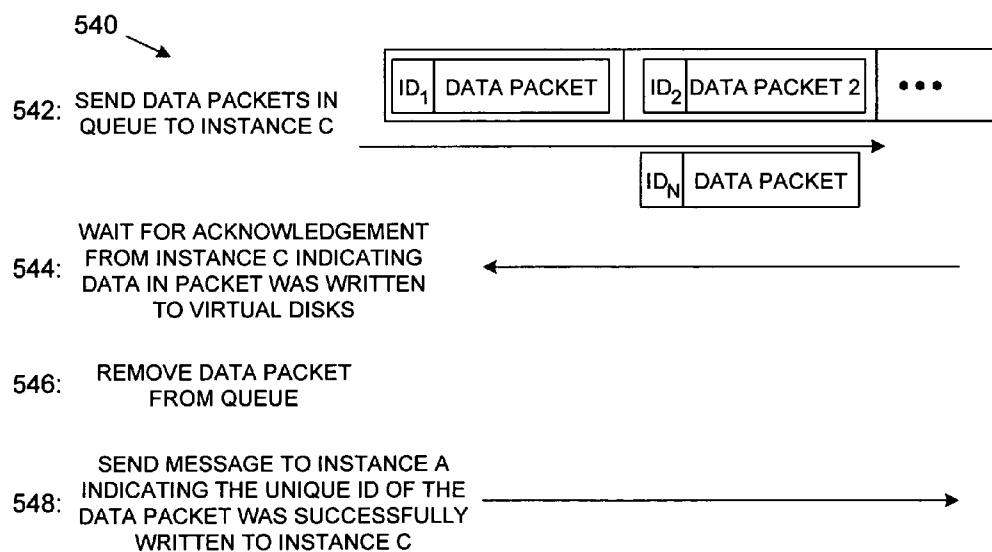 540
ID1 DATA PACKET ID2 DATA PACKET 2 •••
542: SEND DATA PACKETS IN
QUEUE TO INSTANCE C
IDN DATA PACKET
WAIT FOR ACKNOWLEDGEMENT
FROM INSTANCE C INDICATING
544: DATA IN PACKET WAS WRITTEN
TO VIRTUAL DISKS
546: REMOVE DATA PACKET
FROM QUEUE
SEND MESSAGE TO INSTANCE A
INDICATING THE UNIQUE ID OF THE
548: DATA PACKET WAS SUCCESSFULLY
WRITTEN TO INSTANCE C